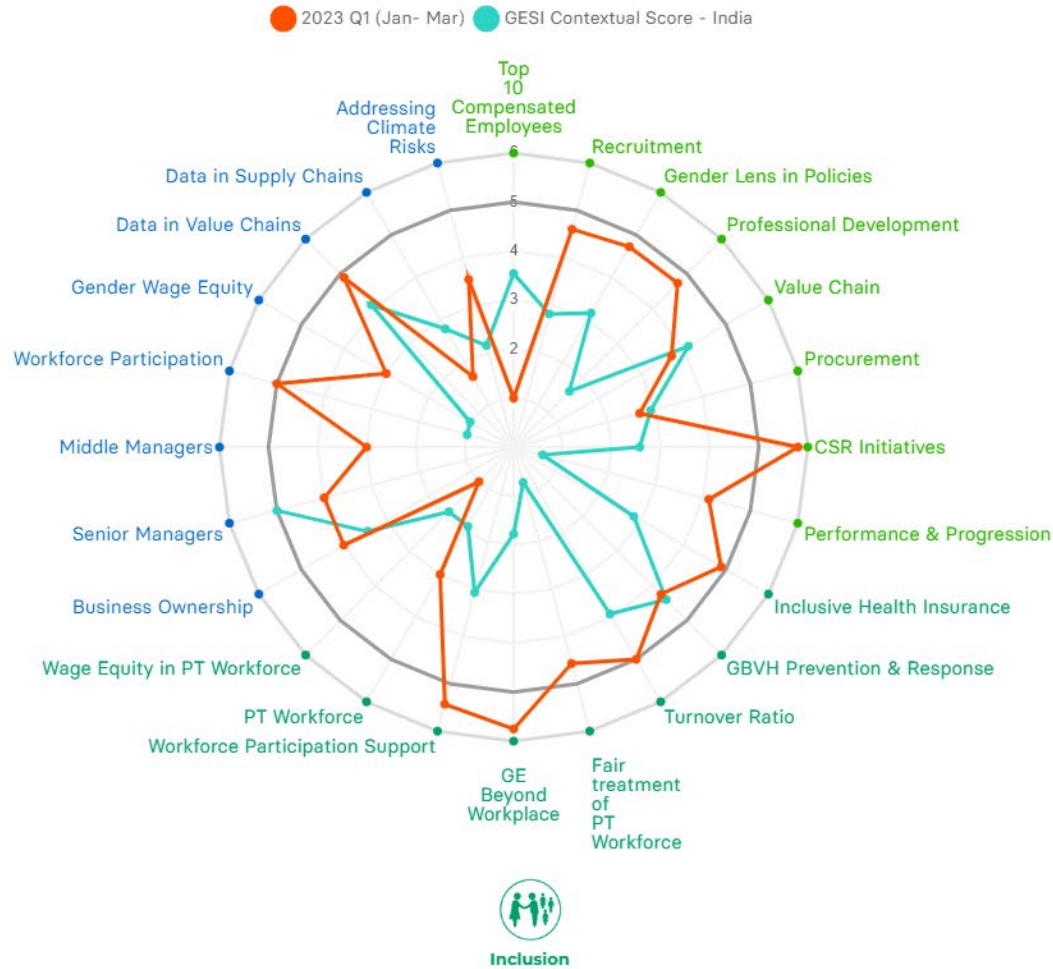 2023 Q1 (Jan- Mar) GESI Contextual Score - India
Top
10
Compensated
Employees
Recruitment
Gender Lens in Policies
Professional Development
Value Chain
Procurement
CSR Initiatives
Performance & Progression
Inclusive Health Insurance
GBVH Prevention & Response
Turnover Ratio
Fair
treatment
of
PT
Workforce
GE
Beyond
Workplace
Workforce Participation Support
PT Workforce
Wage Equity in PT Workforce
Business Ownership
Senior Managers
Middle Managers
Workforce Participation
Gender Wage Equity
Data in Value Chains
Data in Supply Chains
Addressing
Climate
Risks
6
5
4
3
2
Inclusion